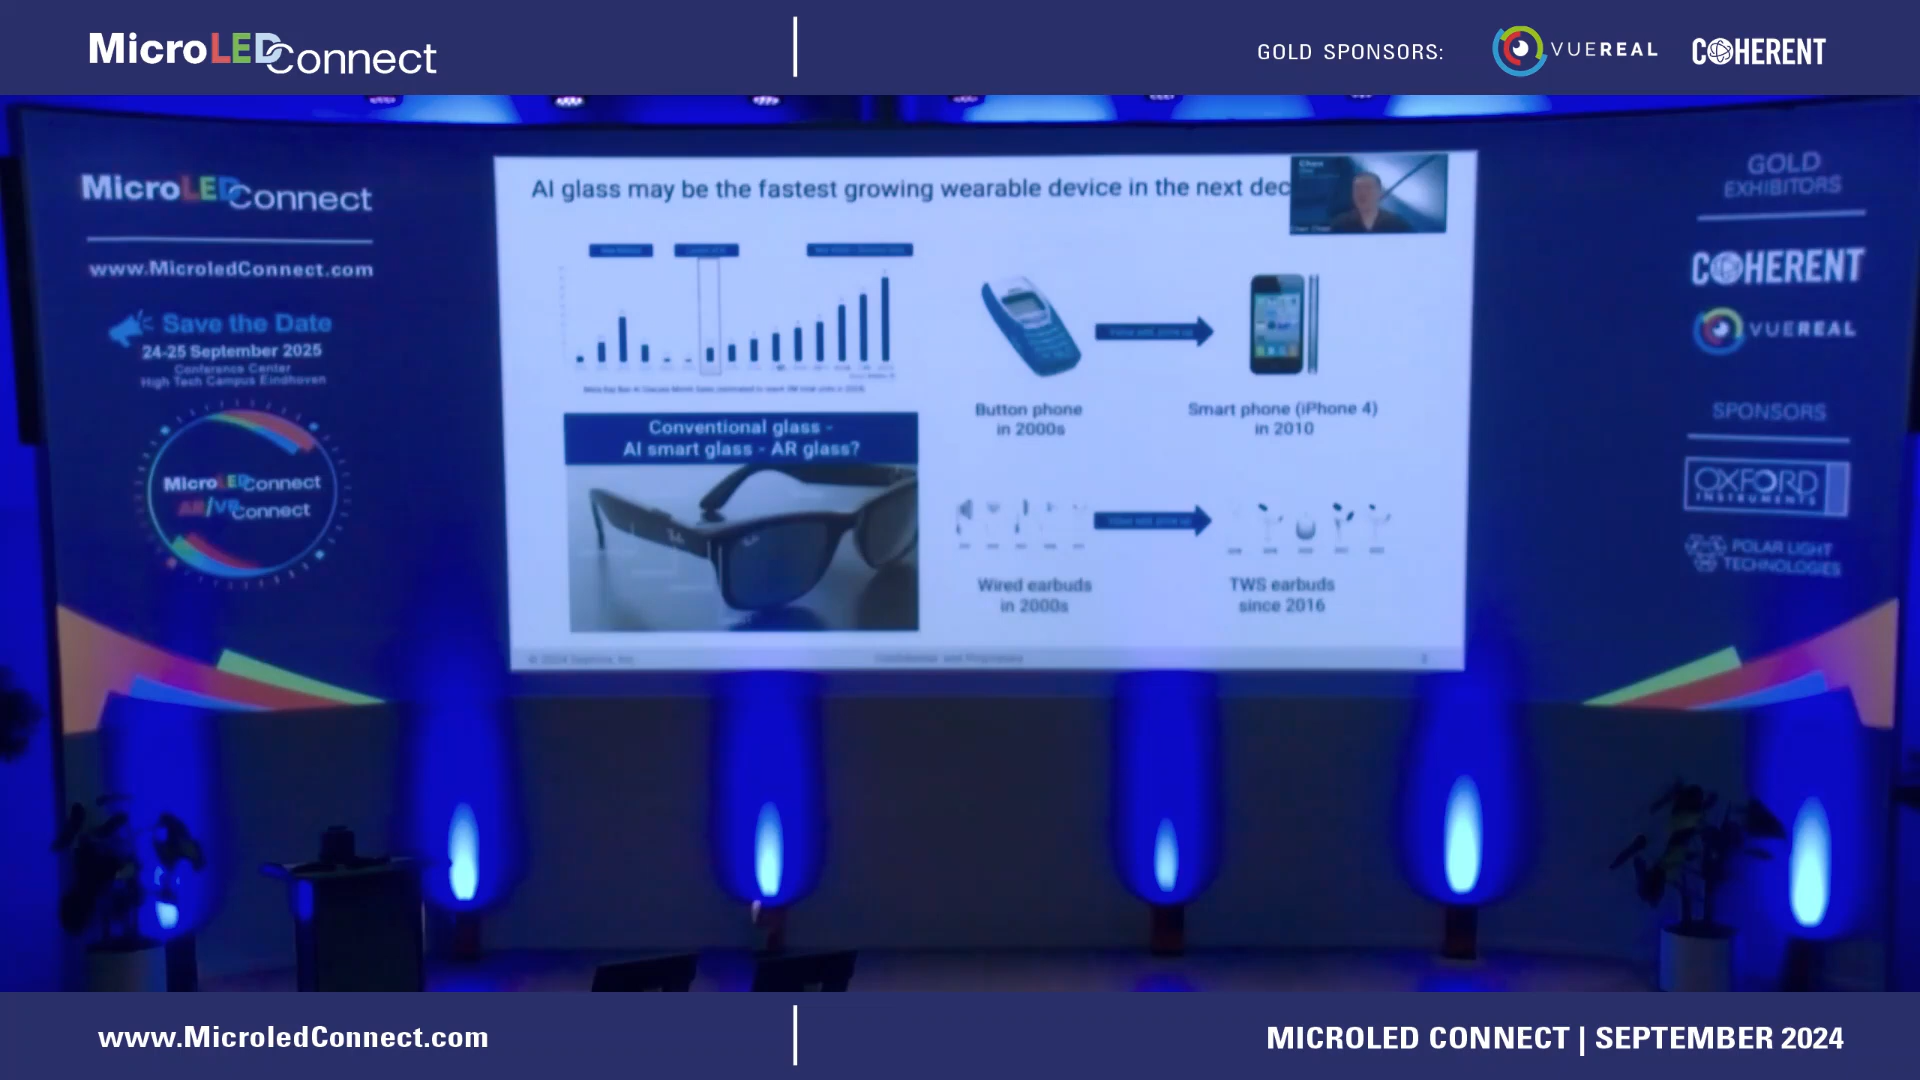 MicroLEDConnect
GOLD SPONSORS:
VUEREAL
COHERENT
MicroLEDConnect
www.MicroledConnect.com
Save the Date
24-25 September 2025
Conference Center
High Tech Campus Eindhoven
MicroLEDConnect
AR/VRConnect
AI glass may be the fastest growing wearable device in the next dec
Conventional glass -
AI smart glass - AR glass?
Button phone
in 2000s
Smart phone (iPhone 4)
in 2010
Wired earbuds
in 2000s
TWS earbuds
since 2016
GOLD
EXHIBITORS
COHERENT
VUEREAL
SPONSORS
OXFORD
INSTRUMENTS
POLAR LIGHT
TECHNOLOGIES
www.MicroledConnect.com
MICROLED CONNECT | SEPTEMBER 2024